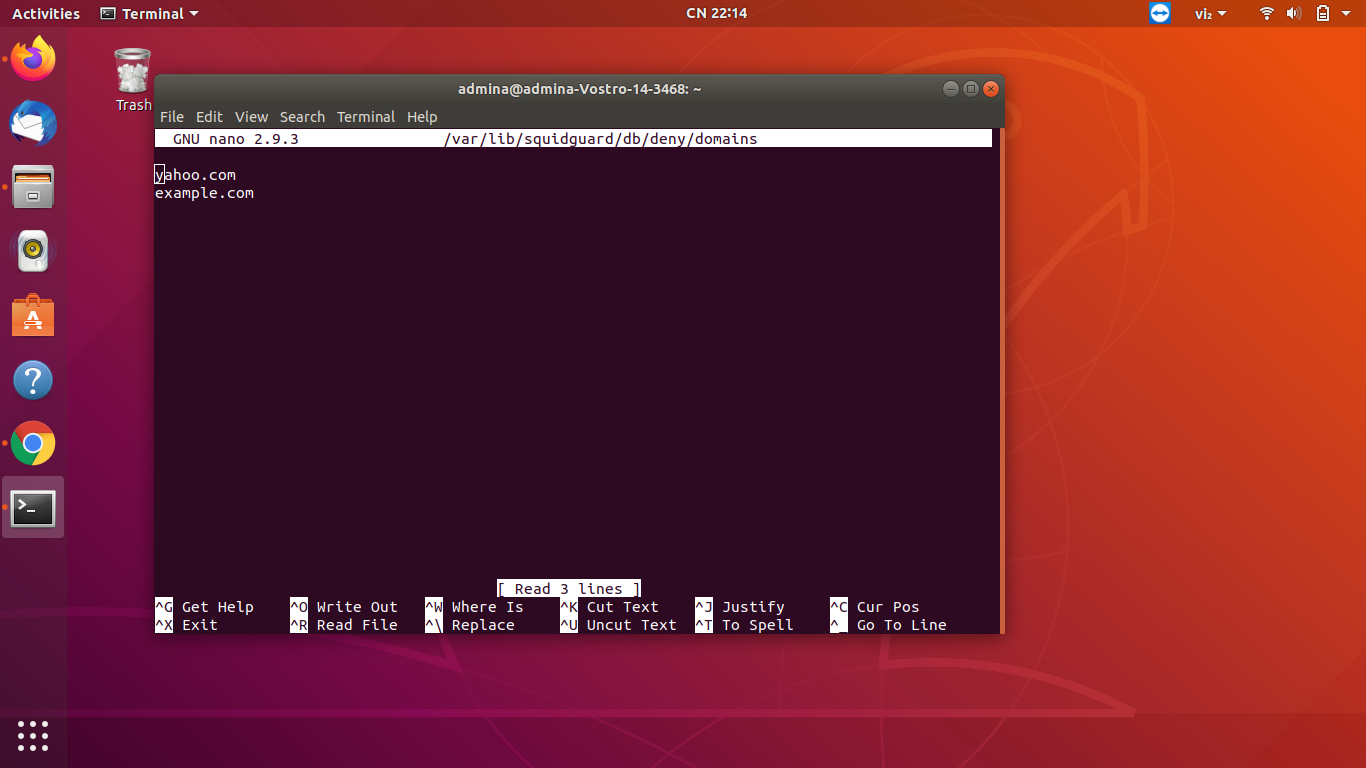 Activities
Terminal
CN 22:14
vi₂
Trash
admina@admina-Vostro-14-3468: ~
File Edit View Search Terminal Help
GNU nano 2.9.3 /var/lib/squidguard/db/deny/domains
yahoo.com
example.com
[ Read 3 lines ]
^G Get Help ^O Write Out ^W Where Is ^K Cut Text ^J Justify ^C Cur Pos
^X Exit ^R Read File ^\ Replace ^U Uncut Text ^T To Spell ^_ Go To Line